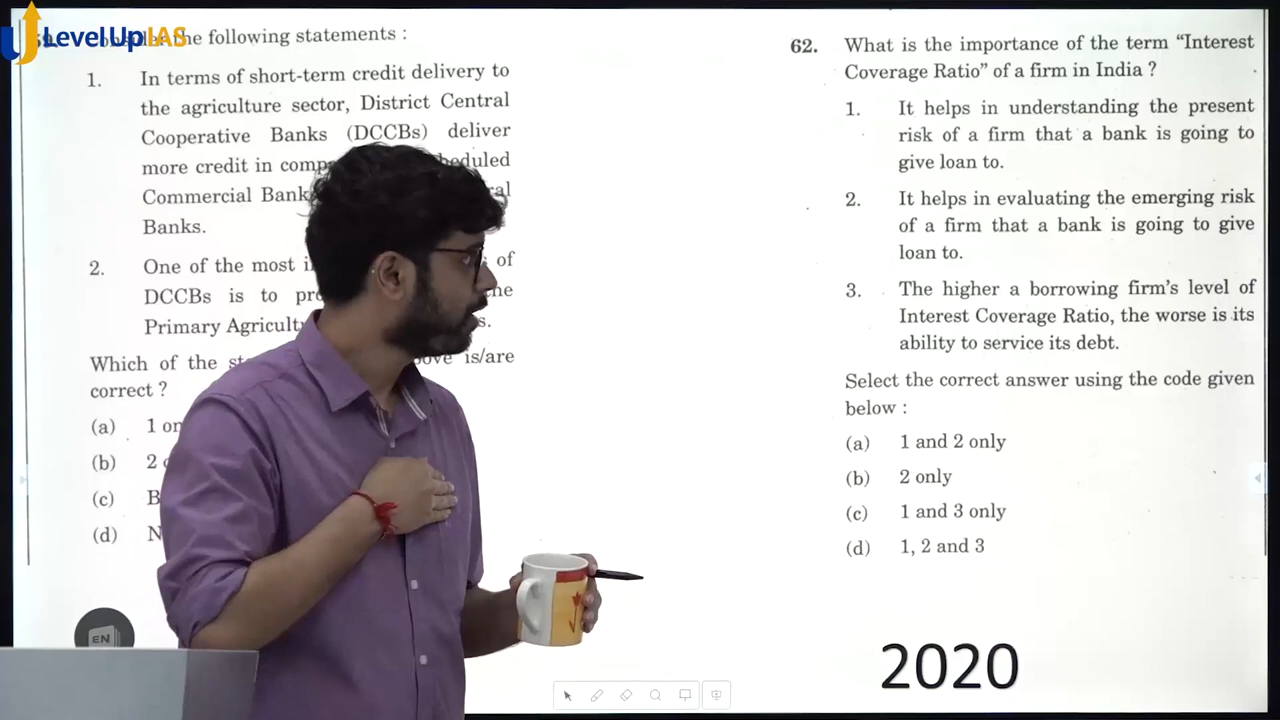 LevelUpIAS
the following statements :
1. In terms of short-term credit delivery to
the agriculture sector, District Central
Cooperative Banks (DCCBs) deliver
more credit in
Commercial
Banks.
2. One of the most of
DCCBs is to
Primary
Which of the is/are
correct ?
(a) 1
(b) 2
(c) B
(d) N
EN
62. What is the importance of the term “Interest
Coverage Ratio” of a firm in India ?
1. It helps in understanding the present
risk of a firm that a bank is going to
give loan to.
2. It helps in evaluating the emerging risk
of a firm that a bank is going to give
loan to.
3. The higher a borrowing firm’s level of
Interest Coverage Ratio, the worse is its
ability to service its debt.
Select the correct answer using the code given
below :
(a) 1 and 2 only
(b) 2 only
(c) 1 and 3 only
(d) 1, 2 and 3
2020